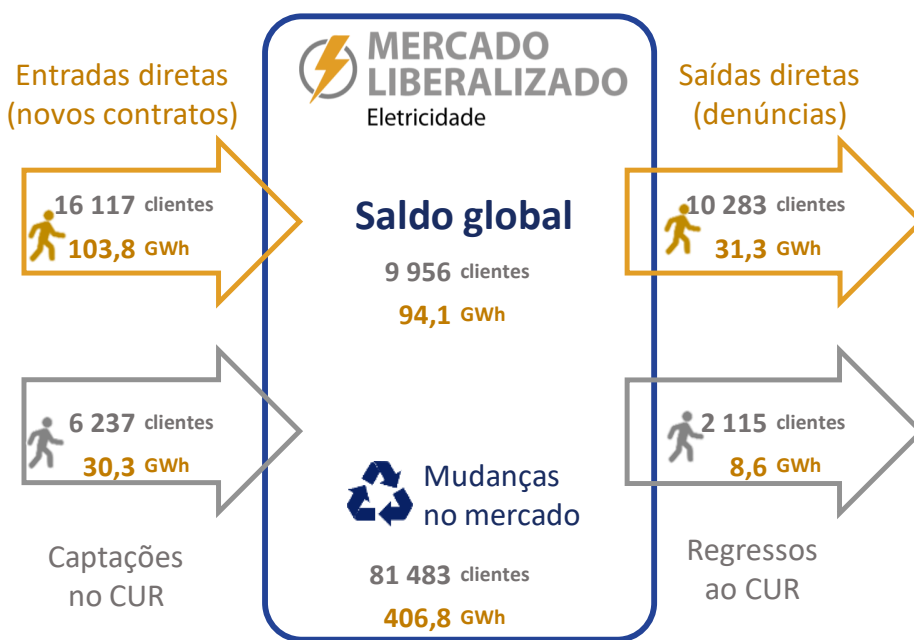 MERCADO
LIBERALIZADO
Eletricidade
Entradas diretas
(novos contratos)
16 117 clientes
103,8 GWh
Saldo global
9 956 clientes
94,1 GWh
Saídas diretas
(denúncias)
10 283 clientes
31,3 GWh
6 237 clientes
30,3 GWh
Captações
no CUR
Mudanças
no mercado
81 483 clientes
406,8 GWh
2 115 clientes
8,6 GWh
Regressos
ao CUR